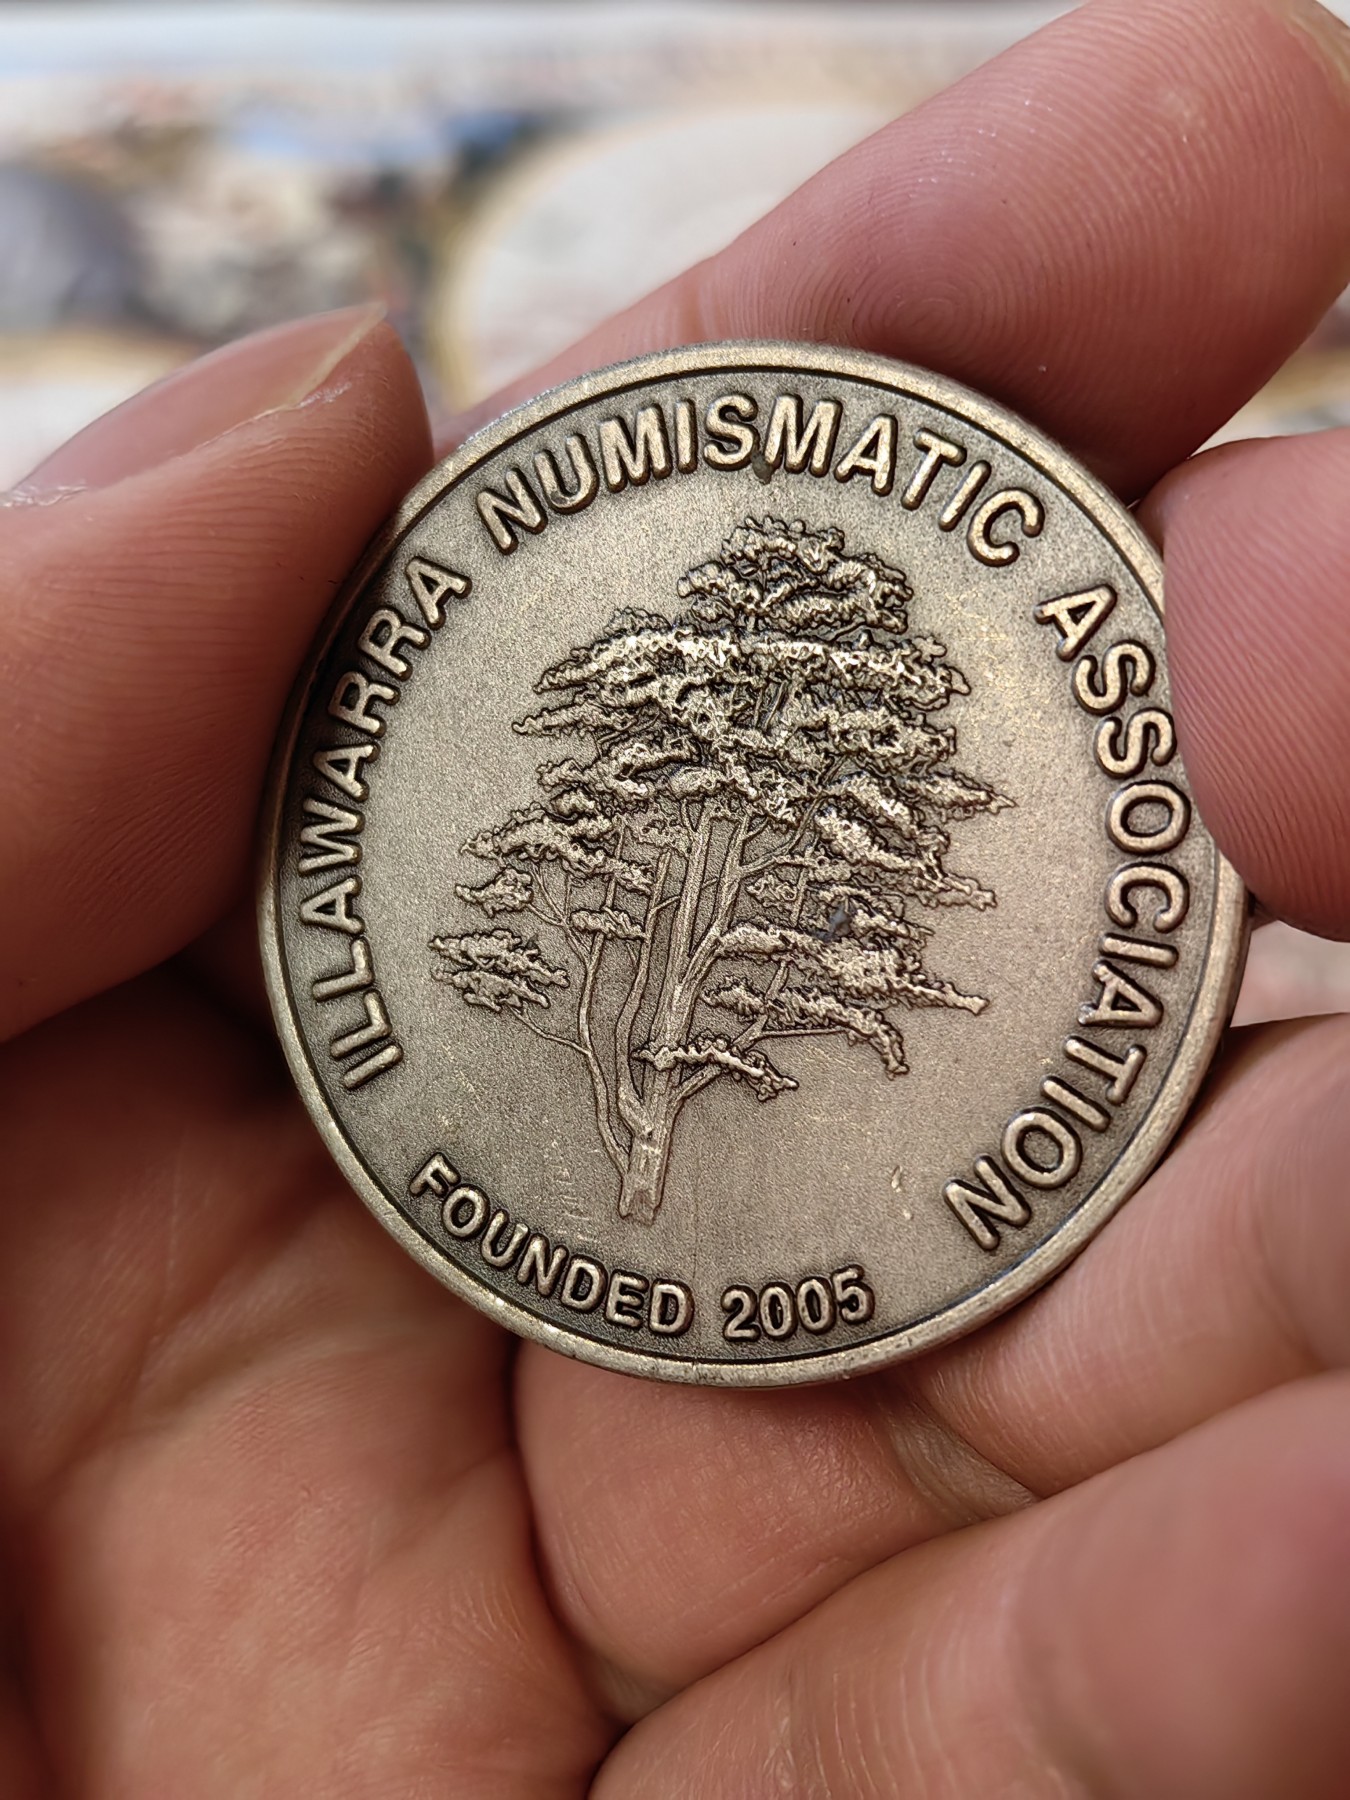 ILLAWARRA NUMISMATIC ASSOCIATION
FOUNDED 2005